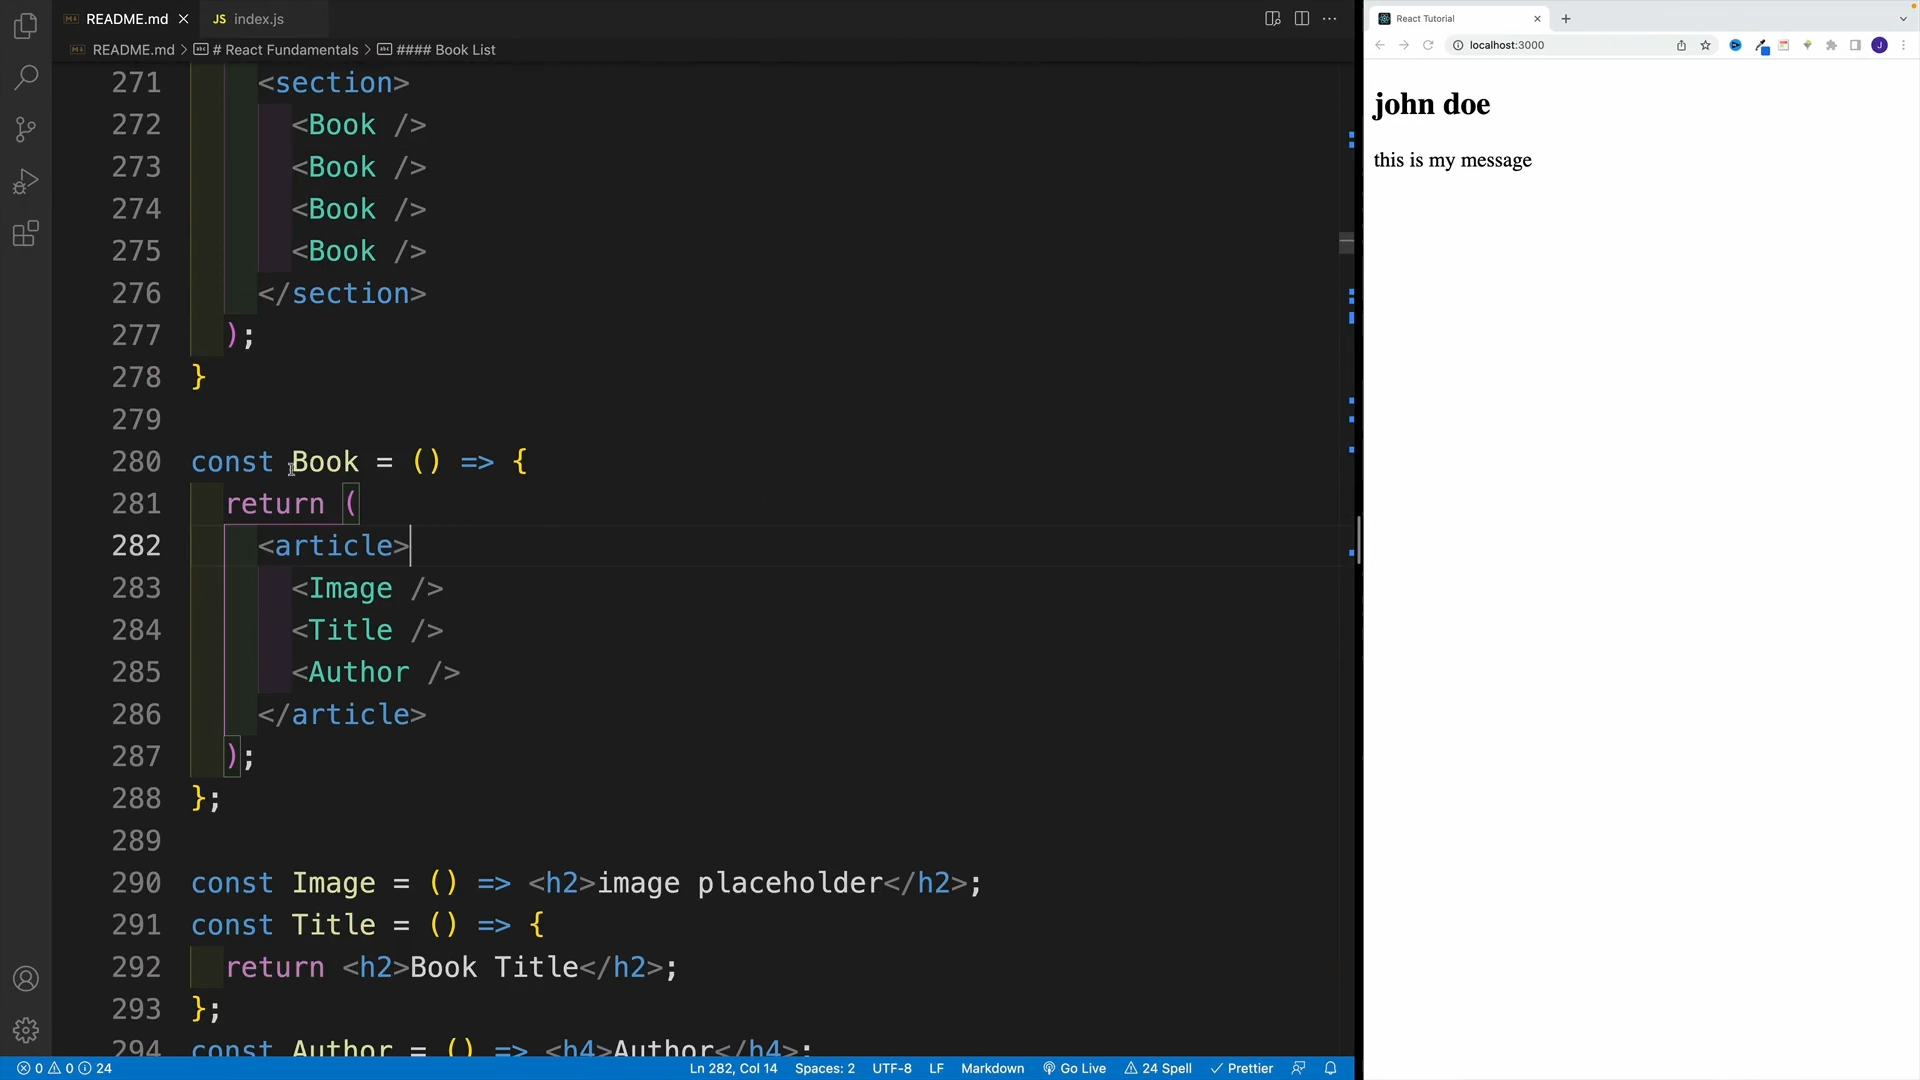 README.md
JS index.js
README.md > # React Fundamentals > #### Book List
271 <section>
272 <Book />
273 <Book />
274 <Book />
275 <Book />
276 </section>
277 );
278 }
279
280 const Book = () => {
281 return (
282 <article>
283 <Image />
284 <Title />
285 <Author />
286 </article>
287 );
288 };
289
290 const Image = () => <h2>image placeholder</h2>;
291 const Title = () => {
292 return <h2>Book Title</h2>;
293 };
294 const Author = () => <h4>Author</h4>;
0 0 24
Ln 282, Col 14 Spaces: 2 UTF-8 LF Markdown Go Live 24 Spell Prettier
React Tutorial
localhost:3000
J
john doe
this is my message